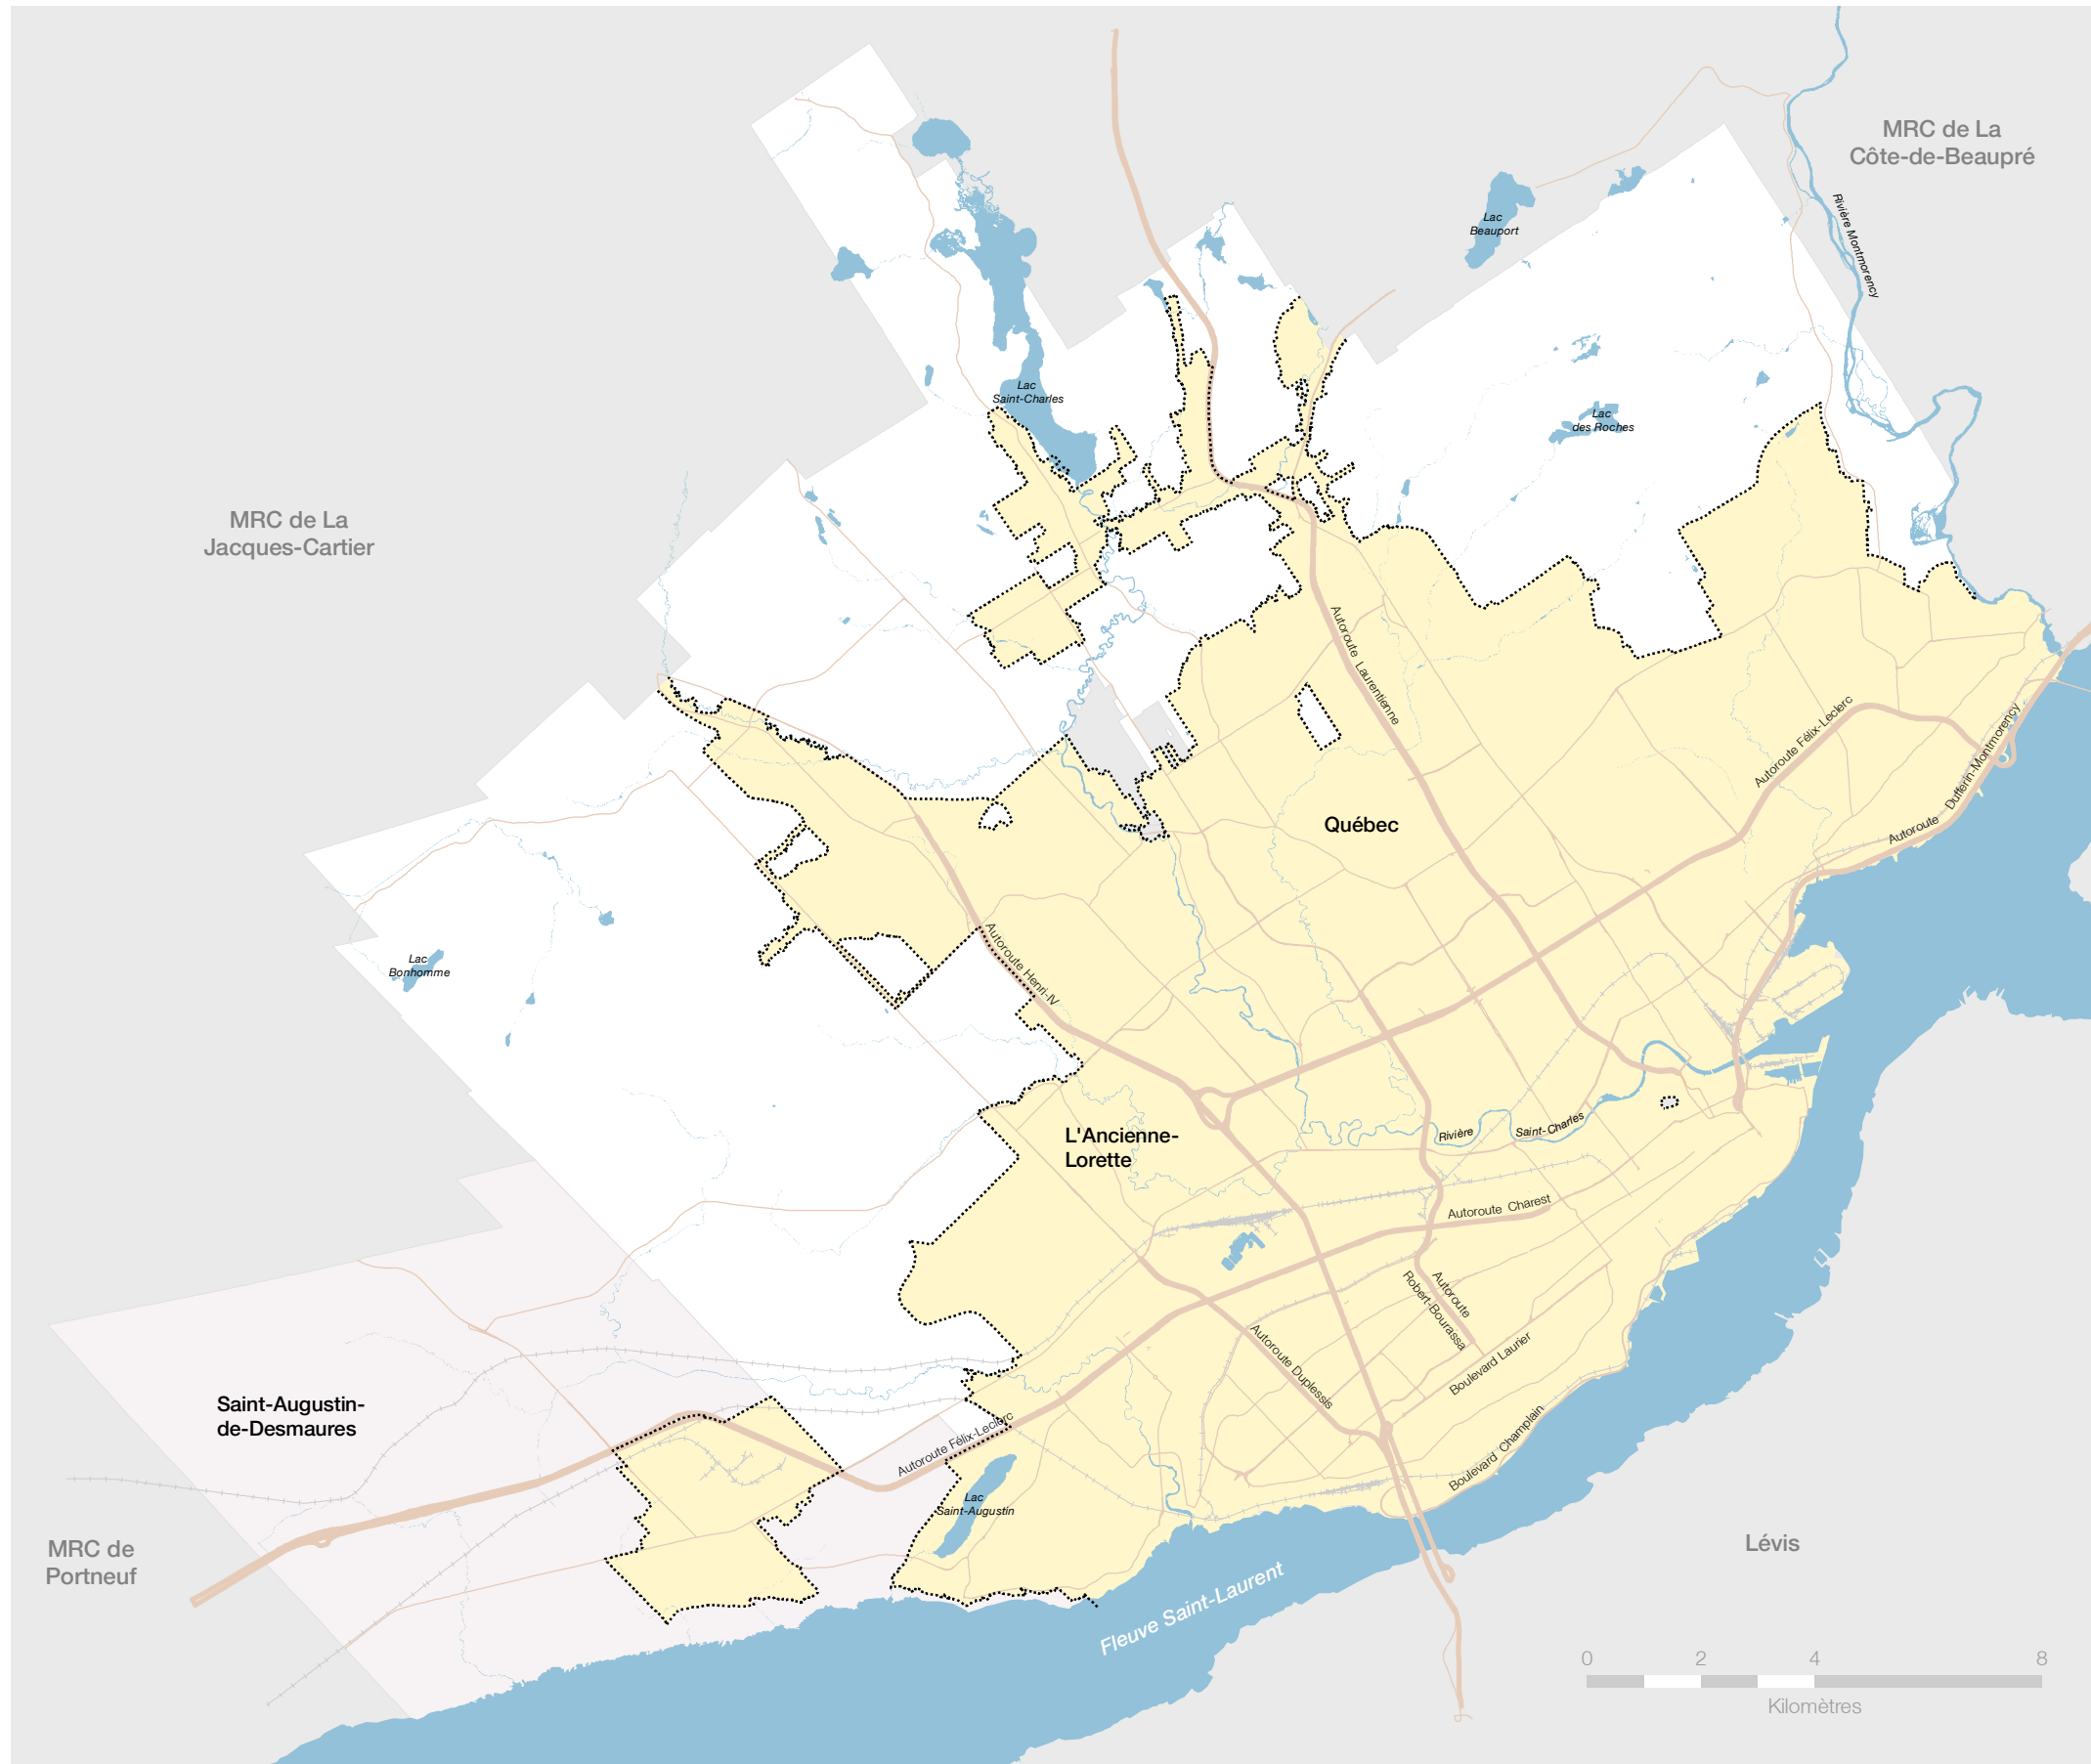 MRC de La
Côte-de-Beaupré
Rivière Montmorency
Lac
Beauport
Lac
Saint-Charles
Lac
des Roches
MRC de La
Jacques-Cartier
Autoroute Laurentienne
Autoroute Félix-Leclerc
Dufferin-Montmorency
Autoroute
Québec
Autoroute Henri-IV
Lac
Bonhomme
L'Ancienne-
Lorette
Rivière
Saint-Charles
Autoroute Charest
Autoroute
Robert-Bourassa
Autoroute Duplessis
Boulevard Laurier
Boulevard Champlain
Saint-Augustin-
de-Desmaures
Autoroute Félix-Leclerc
Lac
Saint-Augustin
MRC de
Portneuf
Lévis
Fleuve Saint-Laurent
0 2 4 8
Kilomètres